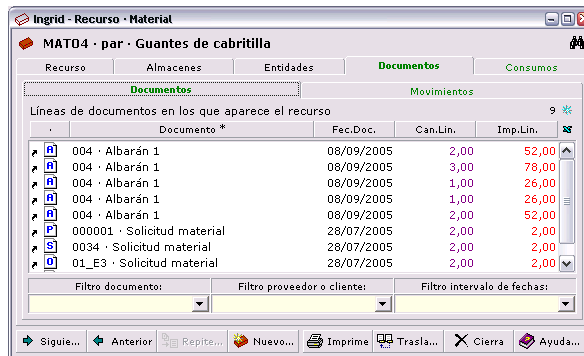 Ingrid - Recurso · Material
MAT04 · par · Guantes de cabritilla
Recurso Almacenes Entidades Documentos Consumos
Documentos Movimientos
Líneas de documentos en los que aparece el recurso 9
· Documento * Fec.Doc. Can.Lin. Imp.Lin.
A 004 · Albarán 1 08/09/2005 2,00 52,00
A 004 · Albarán 1 08/09/2005 3,00 78,00
A 004 · Albarán 1 08/09/2005 1,00 26,00
A 004 · Albarán 1 08/09/2005 1,00 26,00
A 004 · Albarán 1 08/09/2005 2,00 52,00
P 000001 · Solicitud material 28/07/2005 2,00 2,00
S 0034 · Solicitud material 28/07/2005 2,00 2,00
O 01_E3 · Solicitud material 28/07/2005 2,00 2,00
Filtro documento: Filtro proveedor o cliente: Filtro intervalo de fechas:
Siguie... Anterior Repite... Nuevo... Imprime Trasla... Cierra Ayuda...